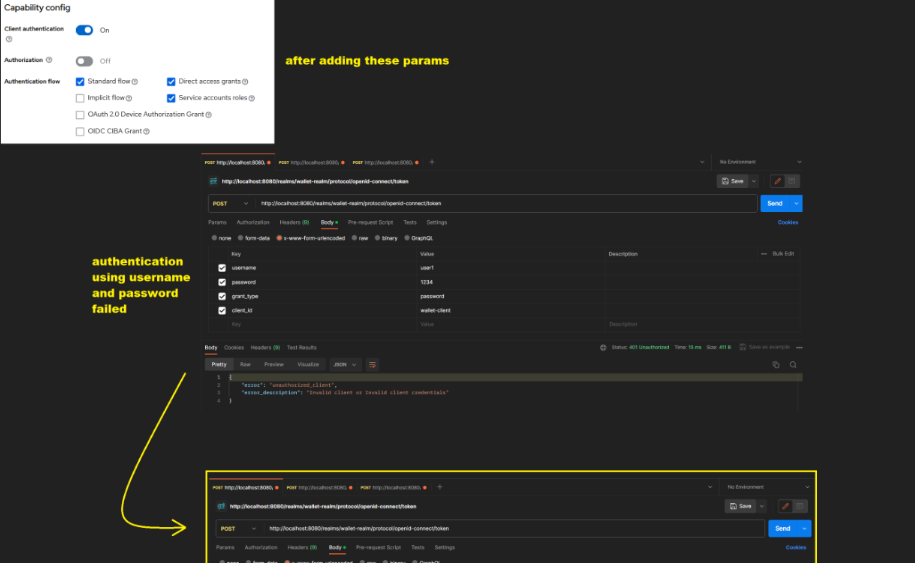 Capability config
Client authentication
On
Authorization
Off
Authentication flow
Standard flow
Direct access grants
Implicit flow
Service accounts roles
OAuth 2.0 Device Authorization Grant
OIDC CIBA Grant
after adding these params
POST http://localhost:8080,
POST http://localhost:8080,
POST http://localhost:8080,
+
No Environment
http://localhost:8080/realms/wallet-realm/protocol/openid-connect/token
Save
POST
http://localhost:8080/realms/wallet-realm/protocol/openid-connect/token
Send
Params Authorization Headers (9) Body Pre-request Script Tests Settings
Cookies
none form-data x-www-form-urlencoded raw binary GraphQL
Key Value Description
Bulk Edit
username user1
password 1234
grant_type password
client_id wallet-client
Key Value Description
authentication
using username
and password
failed
Body Cookies Headers (9) Test Results
Status: 401 Unauthorized Time: 15 ms Size: 411 B
Save as example
Pretty Raw Preview Visualize JSON
1 {
2 "error": "unauthorized_client",
3 "error_description": "Invalid client or Invalid client credentials"
4 }
POST http://localhost:8080,
POST http://localhost:8080,
POST http://localhost:8080,
+
No Environment
http://localhost:8080/realms/wallet-realm/protocol/openid-connect/token
Save
POST
http://localhost:8080/realms/wallet-realm/protocol/openid-connect/token
Send
Params Authorization Headers (9) Body Pre-request Script Tests Settings
Cookies